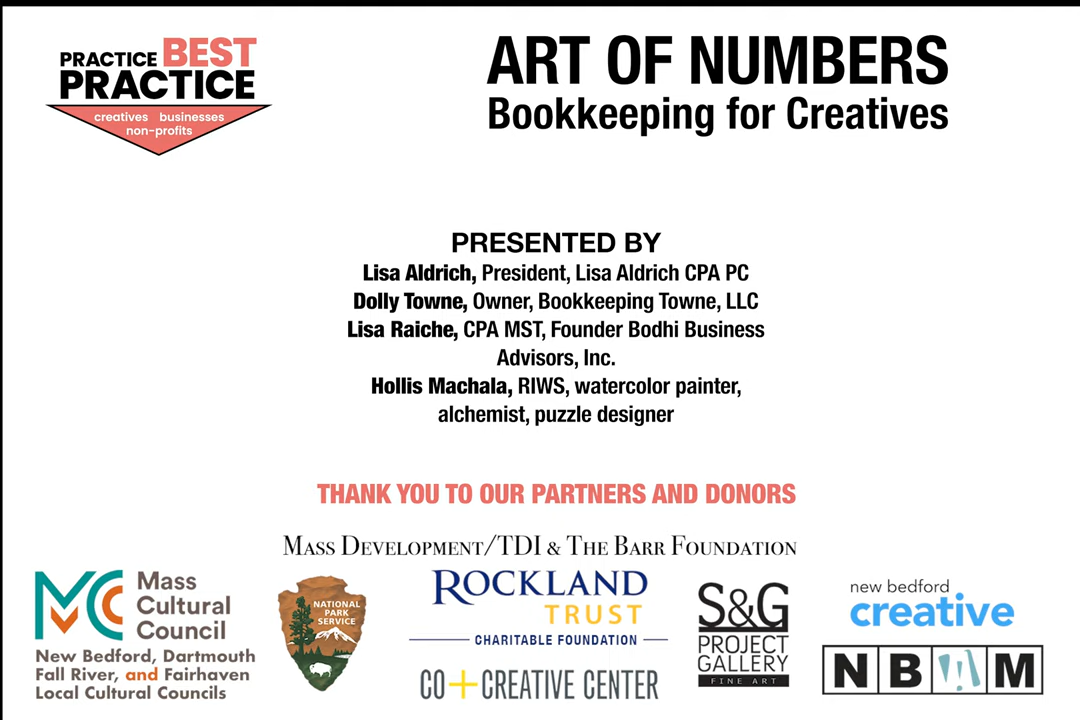 PRACTICE BEST
PRACTICE
creatives businesses
non-profits
ART OF NUMBERS
Bookkeeping for Creatives
PRESENTED BY
Lisa Aldrich, President, Lisa Aldrich CPA PC
Dolly Towne, Owner, Bookkeeping Towne, LLC
Lisa Raiche, CPA MST, Founder Bodhi Business
Advisors, Inc.
Hollis Machala, RIWS, watercolor painter,
alchemist, puzzle designer
THANK YOU TO OUR PARTNERS AND DONORS
MASS DEVELOPMENT/TDI & THE BARR FOUNDATION
MCC
Mass
Cultural
Council
New Bedford, Dartmouth
Fall River, and Fairhaven
Local Cultural Councils
NATIONAL
PARK
SERVICE
ROCKLAND
TRUST
CHARITABLE FOUNDATION
CO+CREATIVE CENTER
S&G
PROJECT
GALLERY
FINE ART
new bedford
creative
NBAM